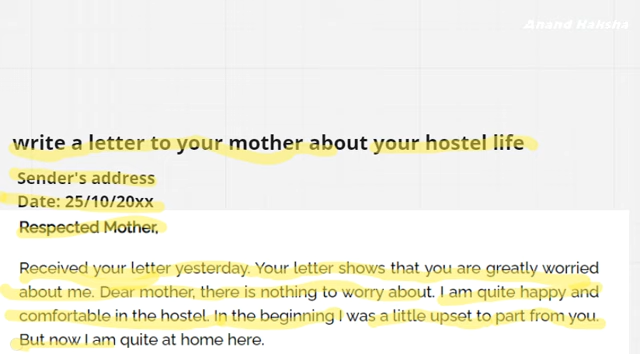 Anand Haksha
write a letter to your mother about your hostel life
Sender's address
Date: 25/10/20xx
Respected Mother,
Received your letter yesterday. Your letter shows that you are greatly worried
about me. Dear mother, there is nothing to worry about. I am quite happy and
comfortable in the hostel. In the beginning I was a little upset to part from you.
But now I am quite at home here.